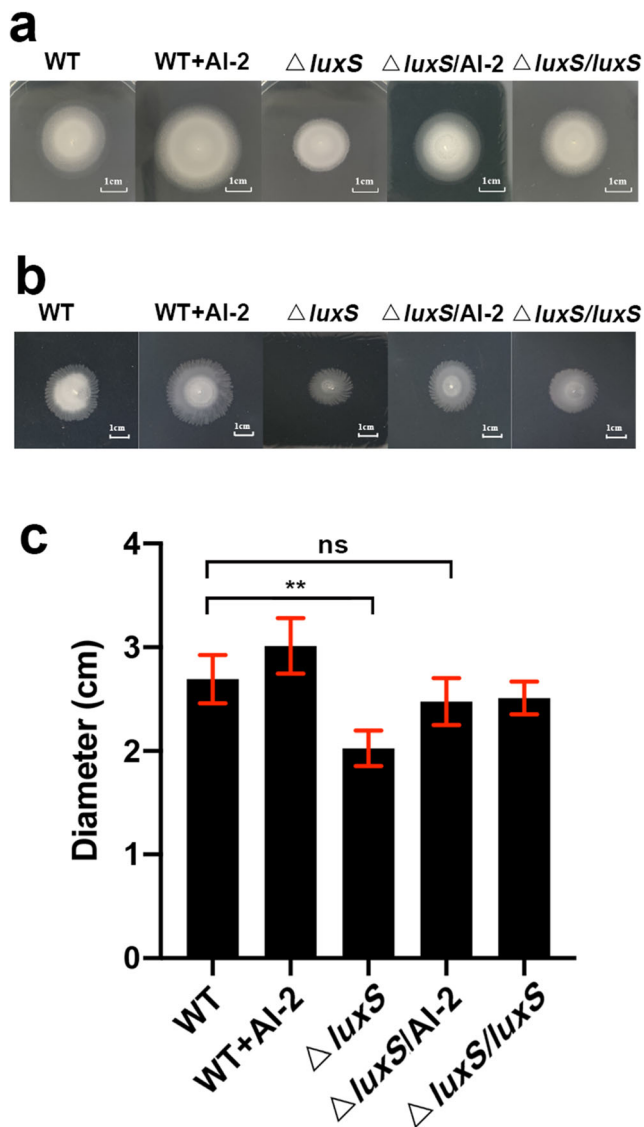 a
WT WT+AI-2 △luxS △luxS/AI-2 △luxS/luxS
1cm 1cm 1cm 1cm 1cm
b
WT WT+AI-2 △luxS △luxS/AI-2 △luxS/luxS
1cm 1cm 1cm 1cm 1cm
c
Diameter (cm)
4
3
2
1
0
ns
**
WT
WT+AI-2
△luxS
△luxS/AI-2
△luxS/luxS